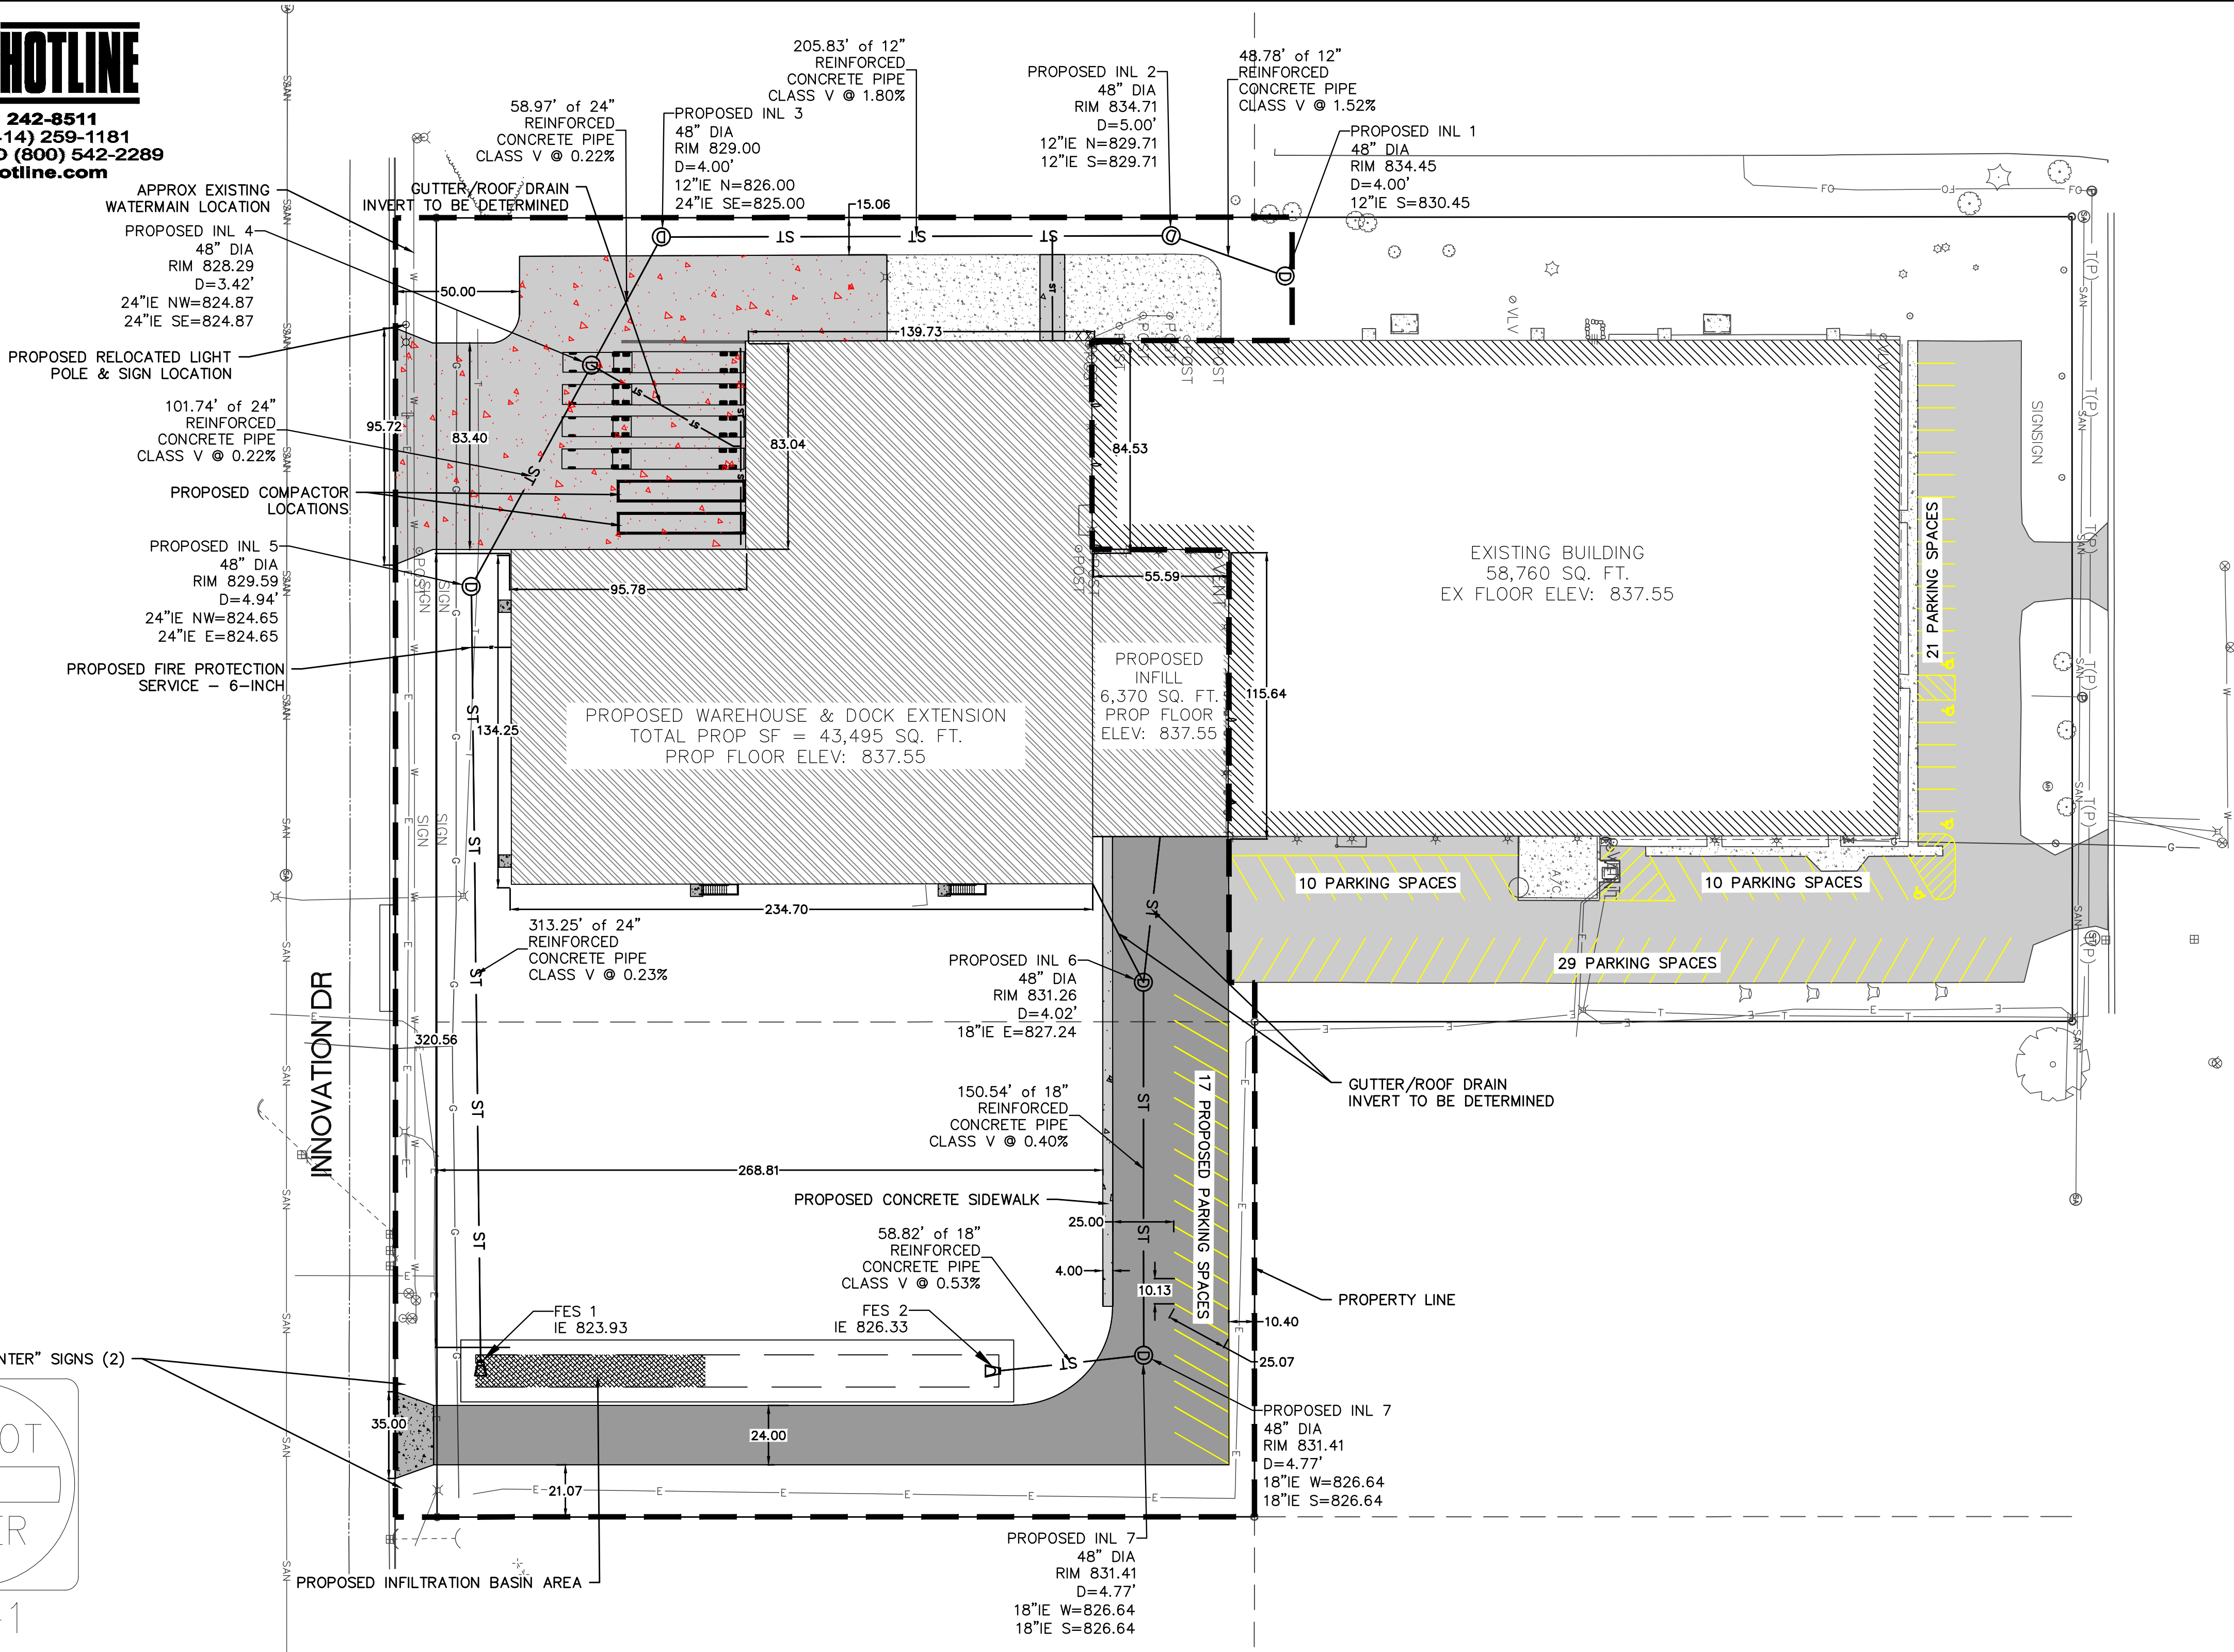 HOTLINE
242-8511
14) 259-1181
(800) 542-2289
otline.com
APPROX EXISTING
WATERMAIN LOCATION
PROPOSED INL 4
48" DIA
RIM 828.29
D=3.42'
24"IE NW=824.87
24"IE SE=824.87
PROPOSED RELOCATED LIGHT
POLE & SIGN LOCATION
101.74' of 24"
REINFORCED
CONCRETE PIPE
CLASS V @ 0.22%
PROPOSED COMPACTOR
LOCATIONS
PROPOSED INL 5
48" DIA
RIM 829.59
D=4.94'
24"IE NW=824.65
24"IE E=824.65
PROPOSED FIRE PROTECTION
SERVICE – 6-INCH
58.97' of 24"
REINFORCED
CONCRETE PIPE
CLASS V @ 0.22%
GUTTER/ROOF DRAIN
INVERT TO BE DETERMINED
PROPOSED INL 3
48" DIA
RIM 829.00
D=4.00'
12"IE N=826.00
24"IE SE=825.00
205.83' of 12"
REINFORCED
CONCRETE PIPE
CLASS V @ 1.80%
PROPOSED INL 2
48" DIA
RIM 834.71
D=5.00'
12"IE N=829.71
12"IE S=829.71
48.78' of 12"
REINFORCED
CONCRETE PIPE
CLASS V @ 1.52%
PROPOSED INL 1
48" DIA
RIM 834.45
D=4.00'
12"IE S=830.45
15.06
50.00
139.73
95.72
83.40
83.04
84.53
95.78
55.59
115.64
134.25
234.70
EXISTING BUILDING
58,760 SQ. FT.
EX FLOOR ELEV: 837.55
PROPOSED
INFILL
6,370 SQ. FT.
PROP FLOOR
ELEV: 837.55
PROPOSED WAREHOUSE & DOCK EXTENSION
TOTAL PROP SF = 43,495 SQ. FT.
PROP FLOOR ELEV: 837.55
21 PARKING SPACES
SIGNSIGN
10 PARKING SPACES
10 PARKING SPACES
29 PARKING SPACES
A/C
INNOVATION DR
313.25' of 24"
REINFORCED
CONCRETE PIPE
CLASS V @ 0.23%
320.56
PROPOSED INL 6
48" DIA
RIM 831.26
D=4.02'
18"IE E=827.24
GUTTER/ROOF DRAIN
INVERT TO BE DETERMINED
150.54' of 18"
REINFORCED
CONCRETE PIPE
CLASS V @ 0.40%
17 PROPOSED PARKING SPACES
268.81
PROPOSED CONCRETE SIDEWALK
25.00
58.82' of 18"
REINFORCED
CONCRETE PIPE
CLASS V @ 0.53%
4.00
10.13
PROPERTY LINE
FES 1
IE 823.93
FES 2
IE 826.33
10.40
25.07
NTER" SIGNS (2)
35.00
24.00
21.07
PROPOSED INL 7
48" DIA
RIM 831.41
D=4.77'
18"IE W=826.64
18"IE S=826.64
PROPOSED INL 7
48" DIA
RIM 831.41
D=4.77'
18"IE W=826.64
18"IE S=826.64
PROPOSED INFILTRATION BASIN AREA
OT
ER
-1